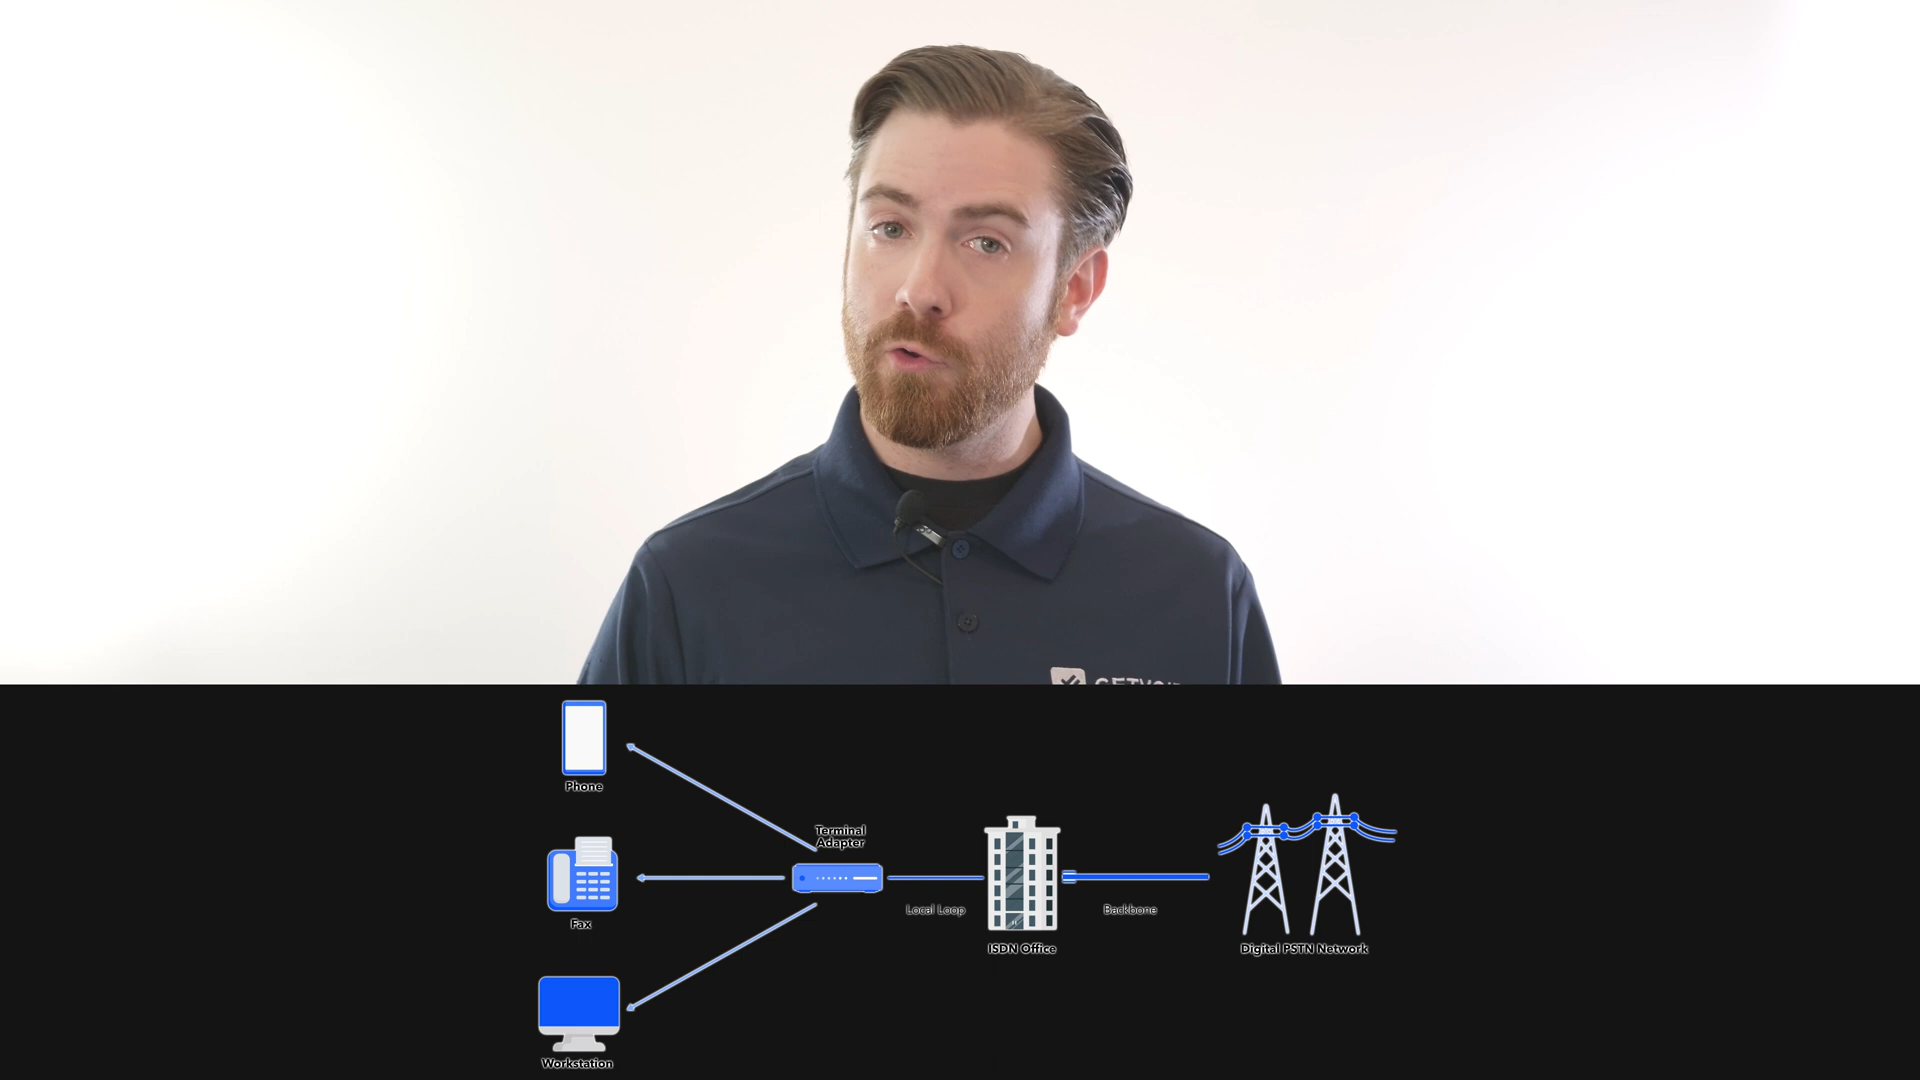 Phone
Terminal
Adapter
Fax
Local Loop
Backbone
ISDN Office
Digital PSTN Network
Workstation